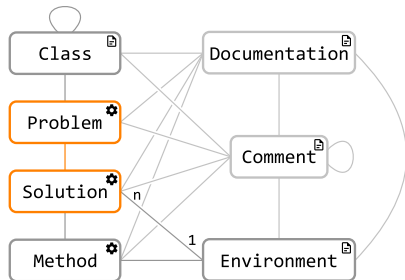 Class
Documentation
Problem
Comment
Solution
n
1
Method
Environment